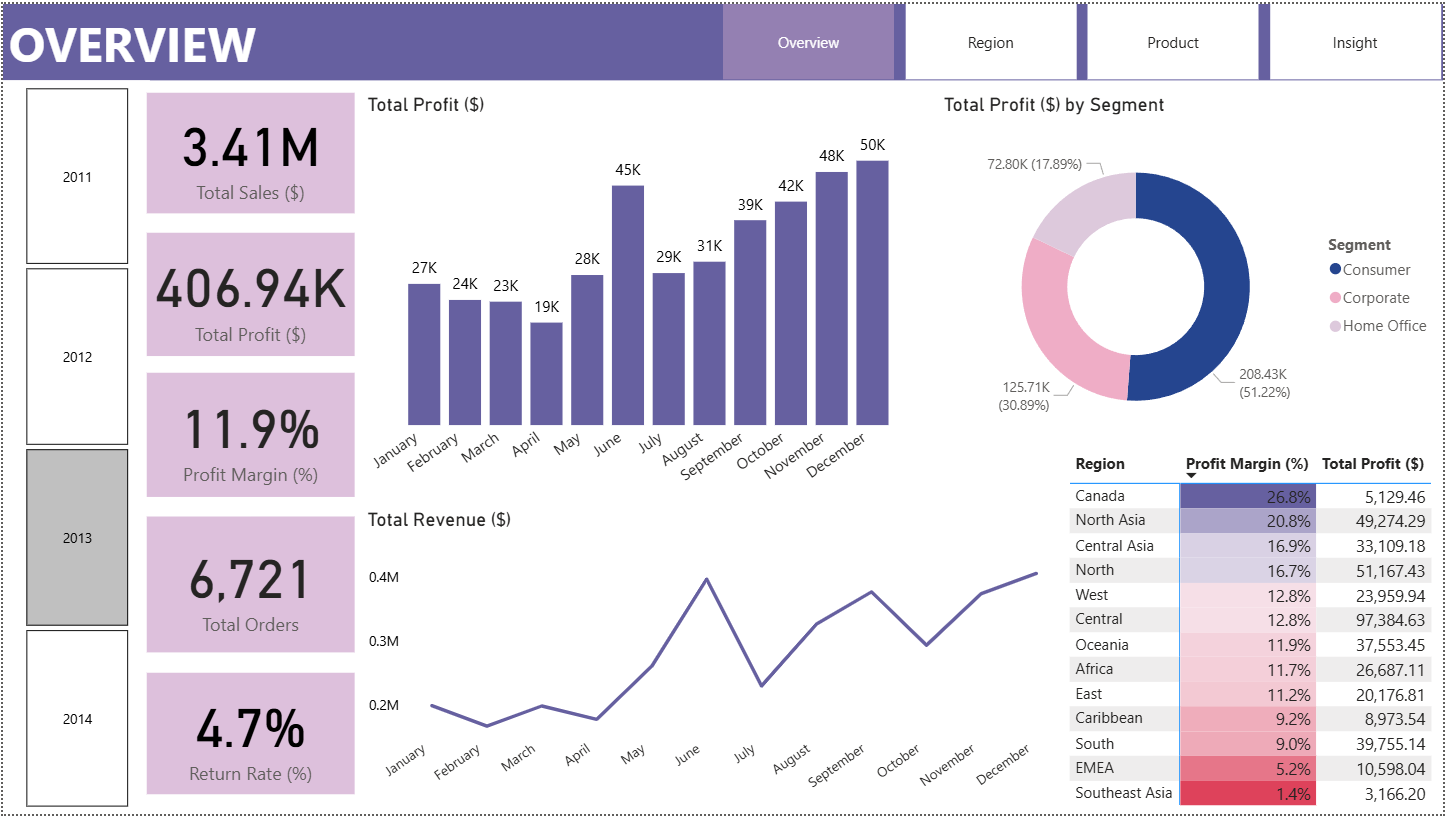 OVERVIEW
Overview
Region
Product
Insight
2011
2012
2013
2014
3.41M
Total Sales ($)
406.94K
Total Profit ($)
11.9%
Profit Margin (%)
6,721
Total Orders
4.7%
Return Rate (%)
Total Profit ($)
27K
24K
23K
19K
28K
45K
29K
31K
39K
42K
48K
50K
January
February
March
April
May
June
July
August
September
October
November
December
Total Revenue ($)
0.4M
0.3M
0.2M
January
February
March
April
May
June
July
August
September
October
November
December
Total Profit ($) by Segment
72.80K (17.89%)
125.71K
(30.89%)
208.43K
(51.22%)
Segment
Consumer
Corporate
Home Office
Region Profit Margin (%) Total Profit ($)
Canada 26.8% 5,129.46
North Asia 20.8% 49,274.29
Central Asia 16.9% 33,109.18
North 16.7% 51,167.43
West 12.8% 23,959.94
Central 12.8% 97,384.63
Oceania 11.9% 37,553.45
Africa 11.7% 26,687.11
East 11.2% 20,176.81
Caribbean 9.2% 8,973.54
South 9.0% 39,755.14
EMEA 5.2% 10,598.04
Southeast Asia 1.4% 3,166.20